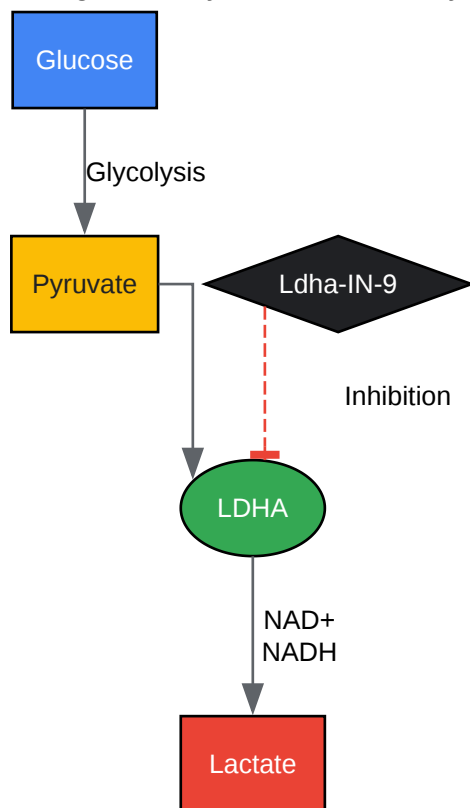 Glucose
Glycolysis
Pyruvate
Ldha-IN-9
Inhibition
LDHA
NAD+
NADH
Lactate